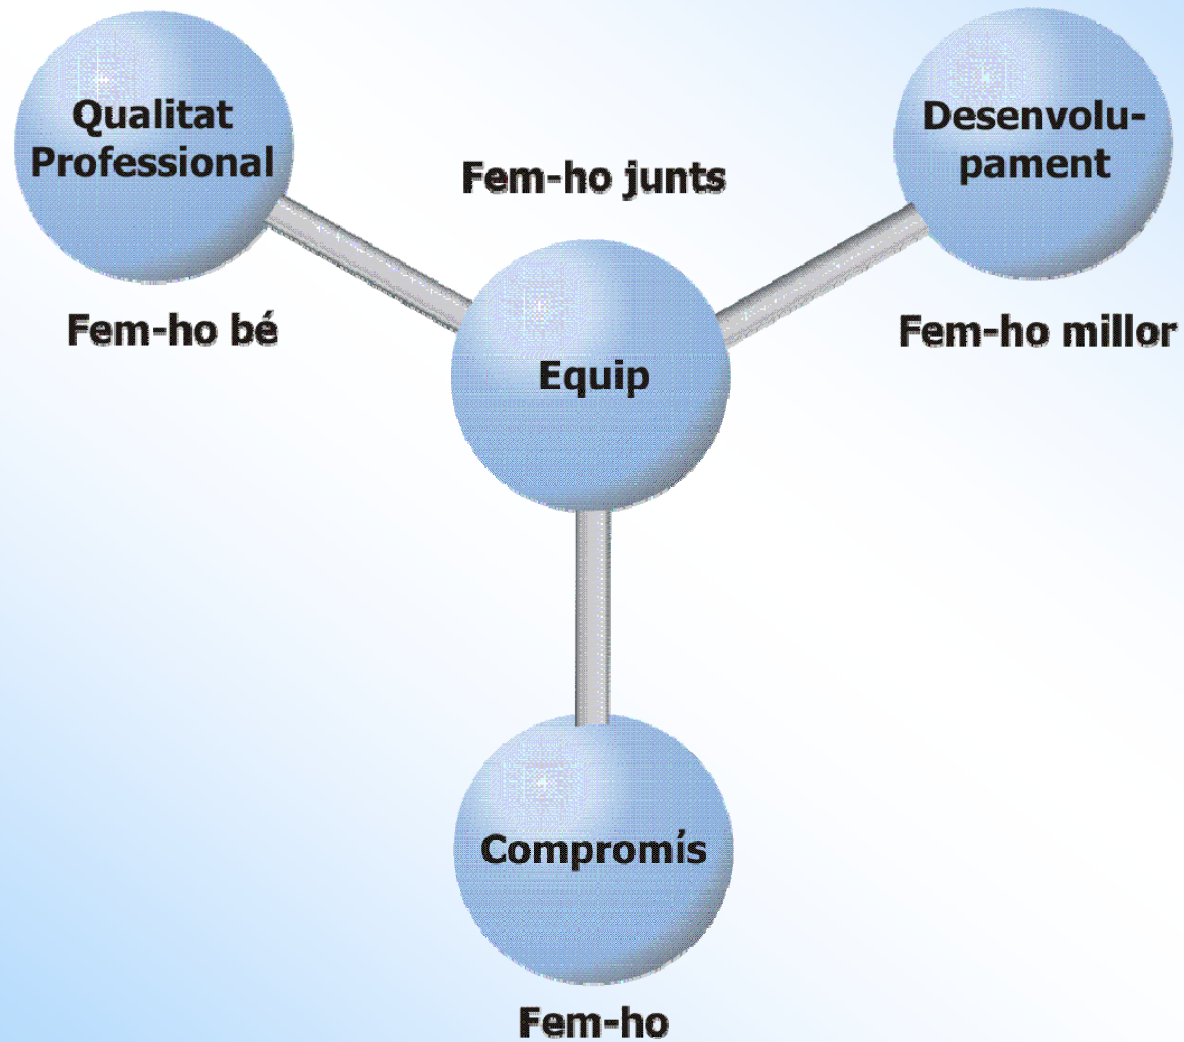 Qualitat
Professional
Fem-ho bé
Fem-ho junts
Equip
Desenvolu-
pament
Fem-ho millor
Compromís
Fem-ho